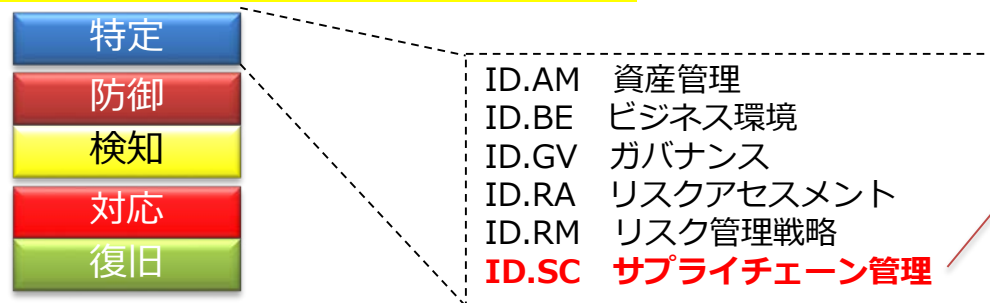 特定
防御
検知
対応
復旧
ID.AM 資産管理
ID.BE ビジネス環境
ID.GV ガバナンス
ID.RA リスクアセスメント
ID.RM リスク管理戦略
ID.SC サプライチェーン管理